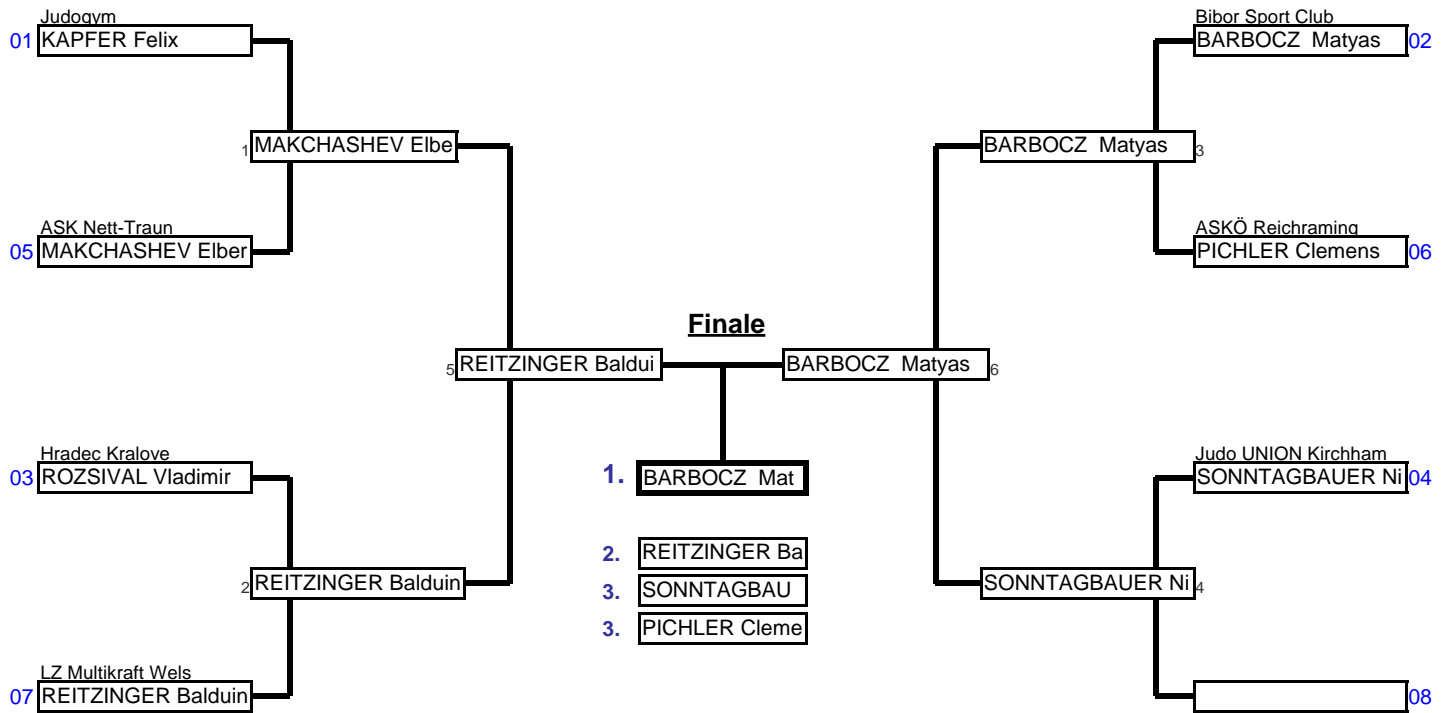 Judogym
01 KAPFER Felix
Bibor Sport Club
BARBOCZ  Matyas 02
1 MAKCHASHEV Elbe
BARBOCZ  Matyas 3
ASK Nett-Traun
05 MAKCHASHEV Elber
ASKÖ Reichraming
PICHLER Clemens 06
Finale
5 REITZINGER Baldui
BARBOCZ  Matyas 6
Hradec Kralove
03 ROZSIVAL Vladimir
1. BARBOCZ  Mat
Judo UNION Kirchham
SONNTAGBAUER Ni 04
2. REITZINGER Ba
2 REITZINGER Balduin
3. SONNTAGBAU
SONNTAGBAUER Ni 4
3. PICHLER Cleme
LZ Multikraft Wels
07 REITZINGER Balduin
08